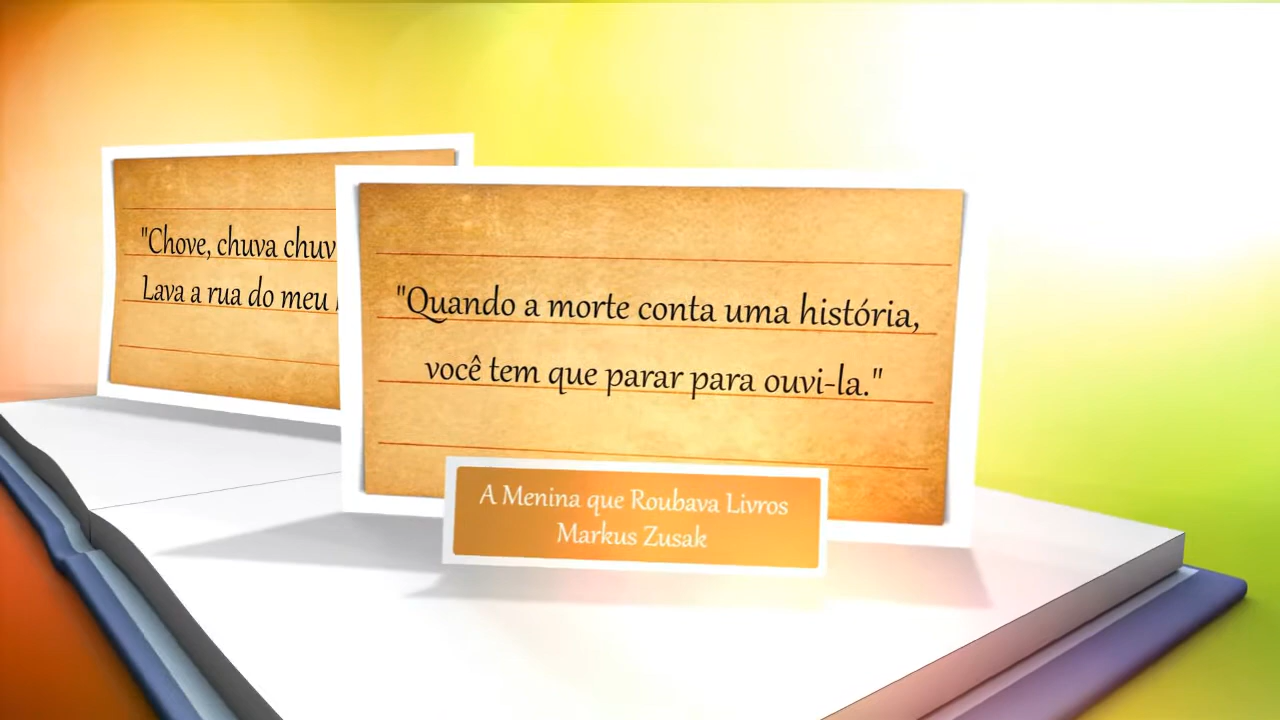 "Chove, chuva chuv
Lava a rua do meu
"Quando a morte conta uma história,
você tem que parar para ouvi-la."
A Menina que Roubava Livros
Markus Zusak